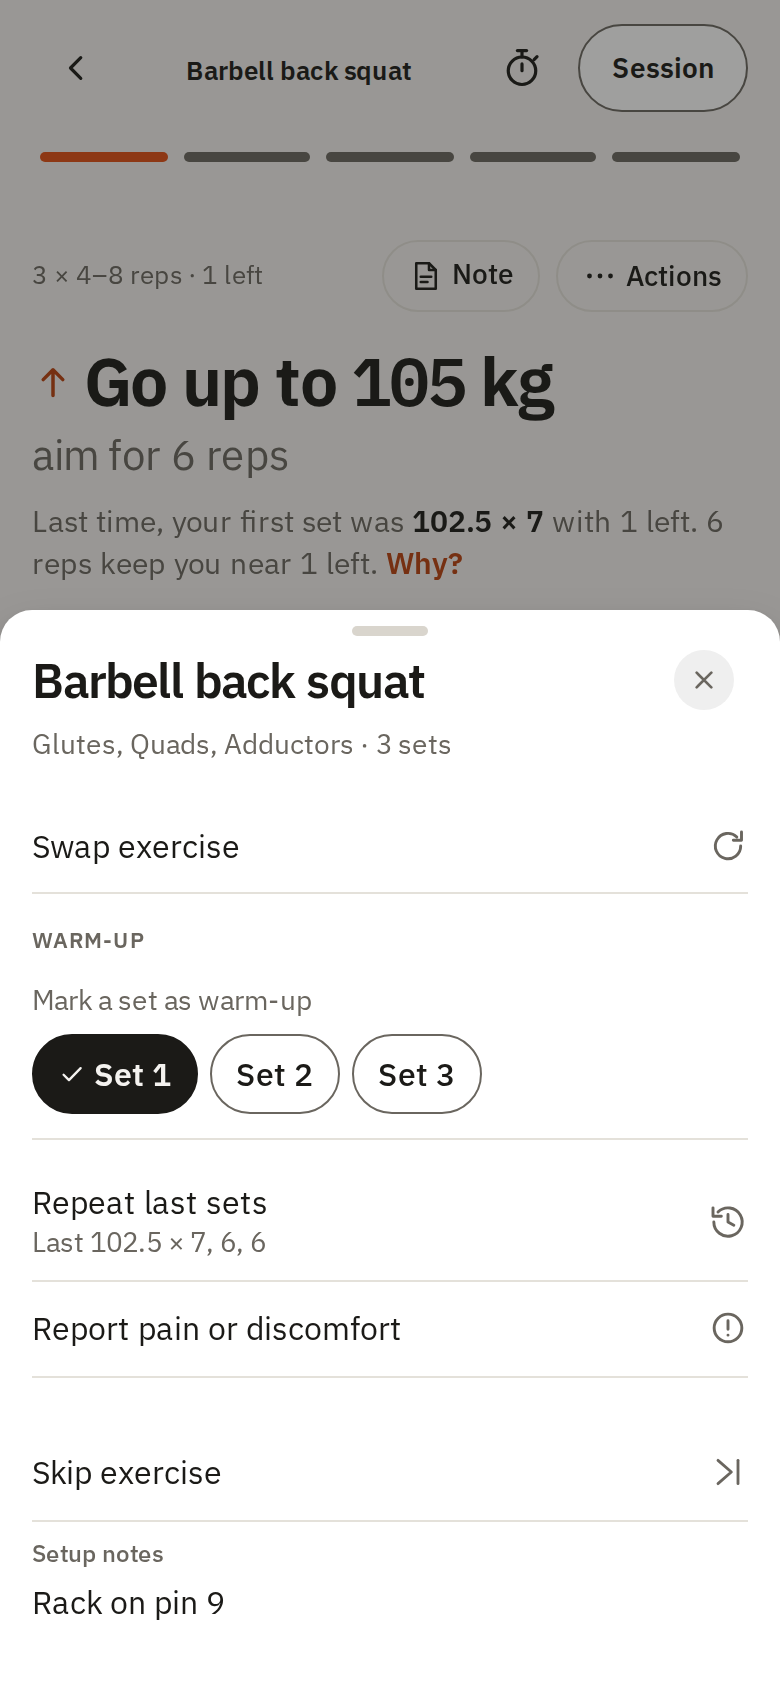 Barbell back squat
Session
3 × 4–8 reps · 1 left
Note
Actions
Go up to 105 kg
aim for 6 reps
Last time, your first set was 102.5 × 7 with 1 left. 6
reps keep you near 1 left. Why?
Barbell back squat
Glutes, Quads, Adductors · 3 sets
Swap exercise
WARM-UP
Mark a set as warm-up
Set 1
Set 2
Set 3
Repeat last sets
Last 102.5 × 7, 6, 6
Report pain or discomfort
Skip exercise
Setup notes
Rack on pin 9